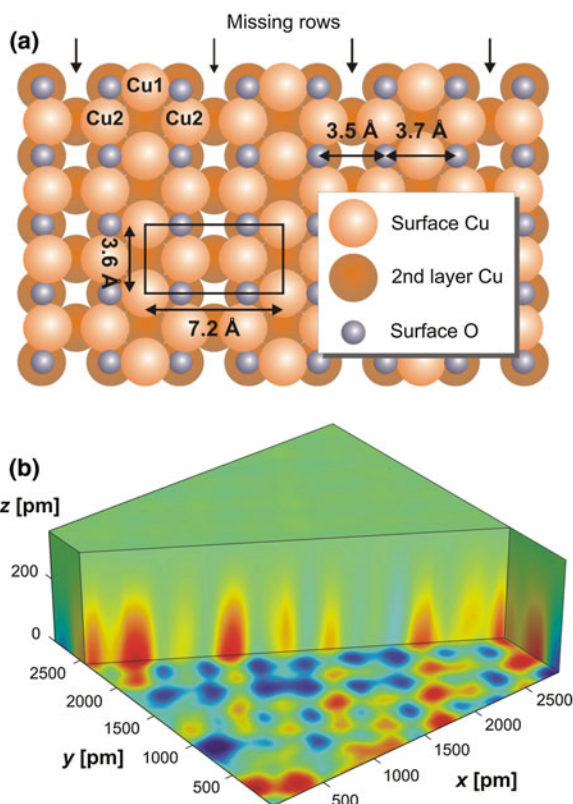 Missing rows
(a)
Cu1
Cu2 Cu2
3.5 Å 3.7 Å
3.6 Å
7.2 Å
Surface Cu
2nd layer Cu
Surface O
(b)
z [pm]
200
0
2500
2000
1500
1000
500
y [pm]
500
1000
1500
2000
2500
x [pm]